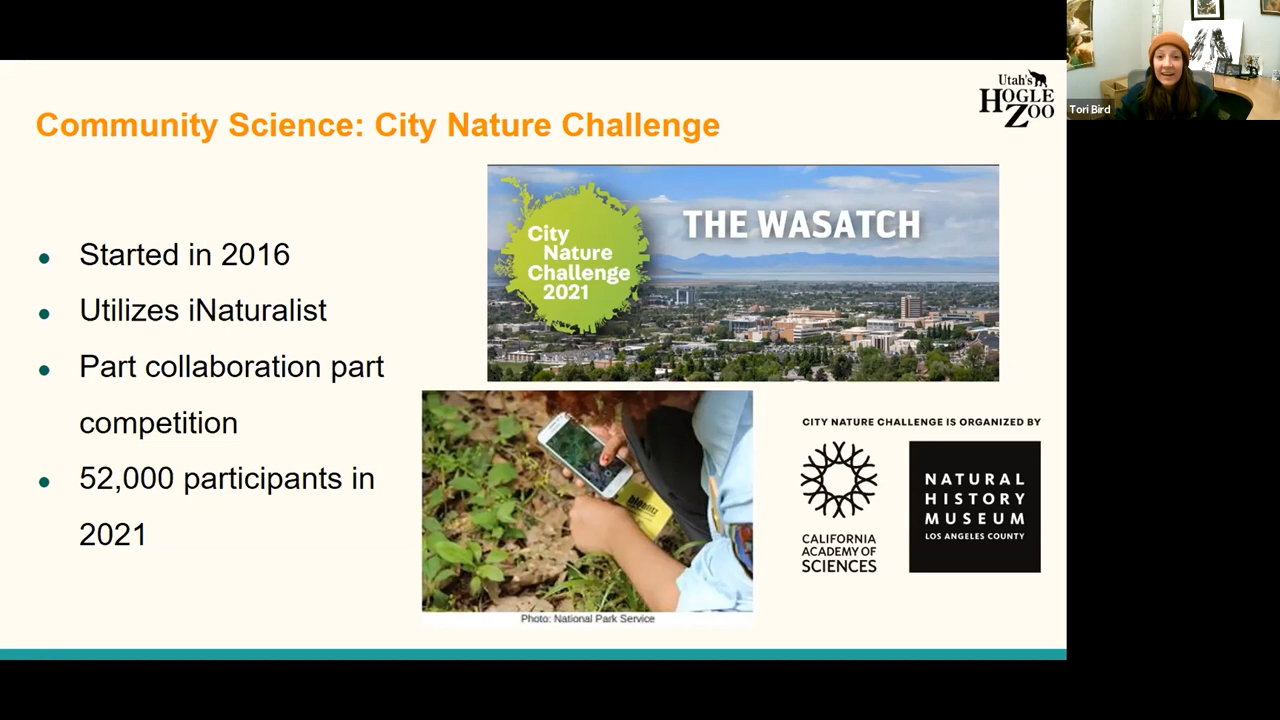 Utah's
HOGLE
ZOO
Tori Bird
Community Science: City Nature Challenge
City
Nature
Challenge
2021
THE WASATCH
Started in 2016
Utilizes iNaturalist
Part collaboration part
competition
52,000 participants in
2021
bioblitz
Photo: National Park Service
CITY NATURE CHALLENGE IS ORGANIZED BY
CALIFORNIA
ACADEMY OF
SCIENCES
NATURAL
HISTORY
MUSEUM
LOS ANGELES COUNTY